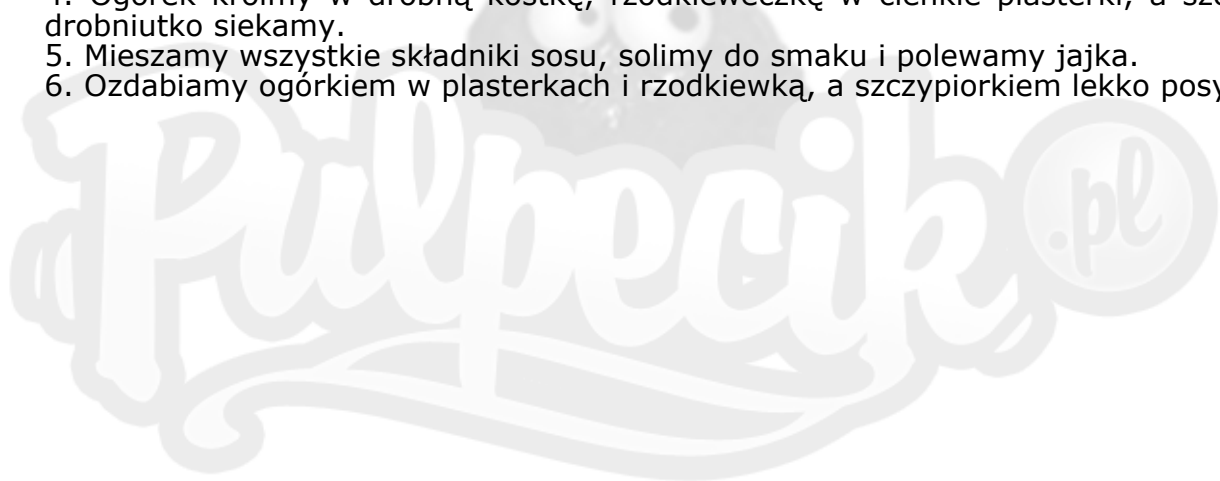 4. Ogórek kroimy w drobną kostkę, rzodkieweczkę w cienkie plasterki, a
drobniutko siekamy.
5. Mieszamy wszystkie składniki sosu, solimy do smaku i polewamy jajka.
6. Ozdabiamy ogórkiem w plasterkach i rzodkiewką, a szczypiorkiem lekko
Pulpecik .pl